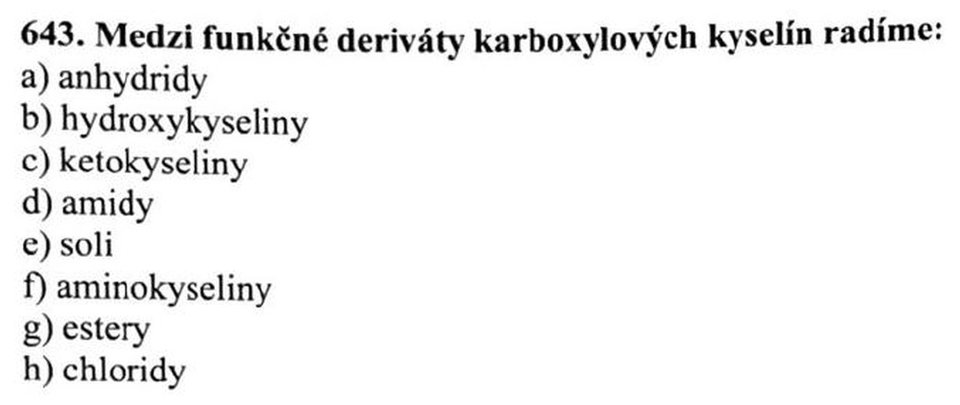 643. Medzi funkčné deriváty karboxylových kyselín radíme:
a) anhydridy
b) hydroxykyseliny
c) ketokyseliny
d) amidy
e) soli
f) aminokyseliny
g) estery
h) chloridy